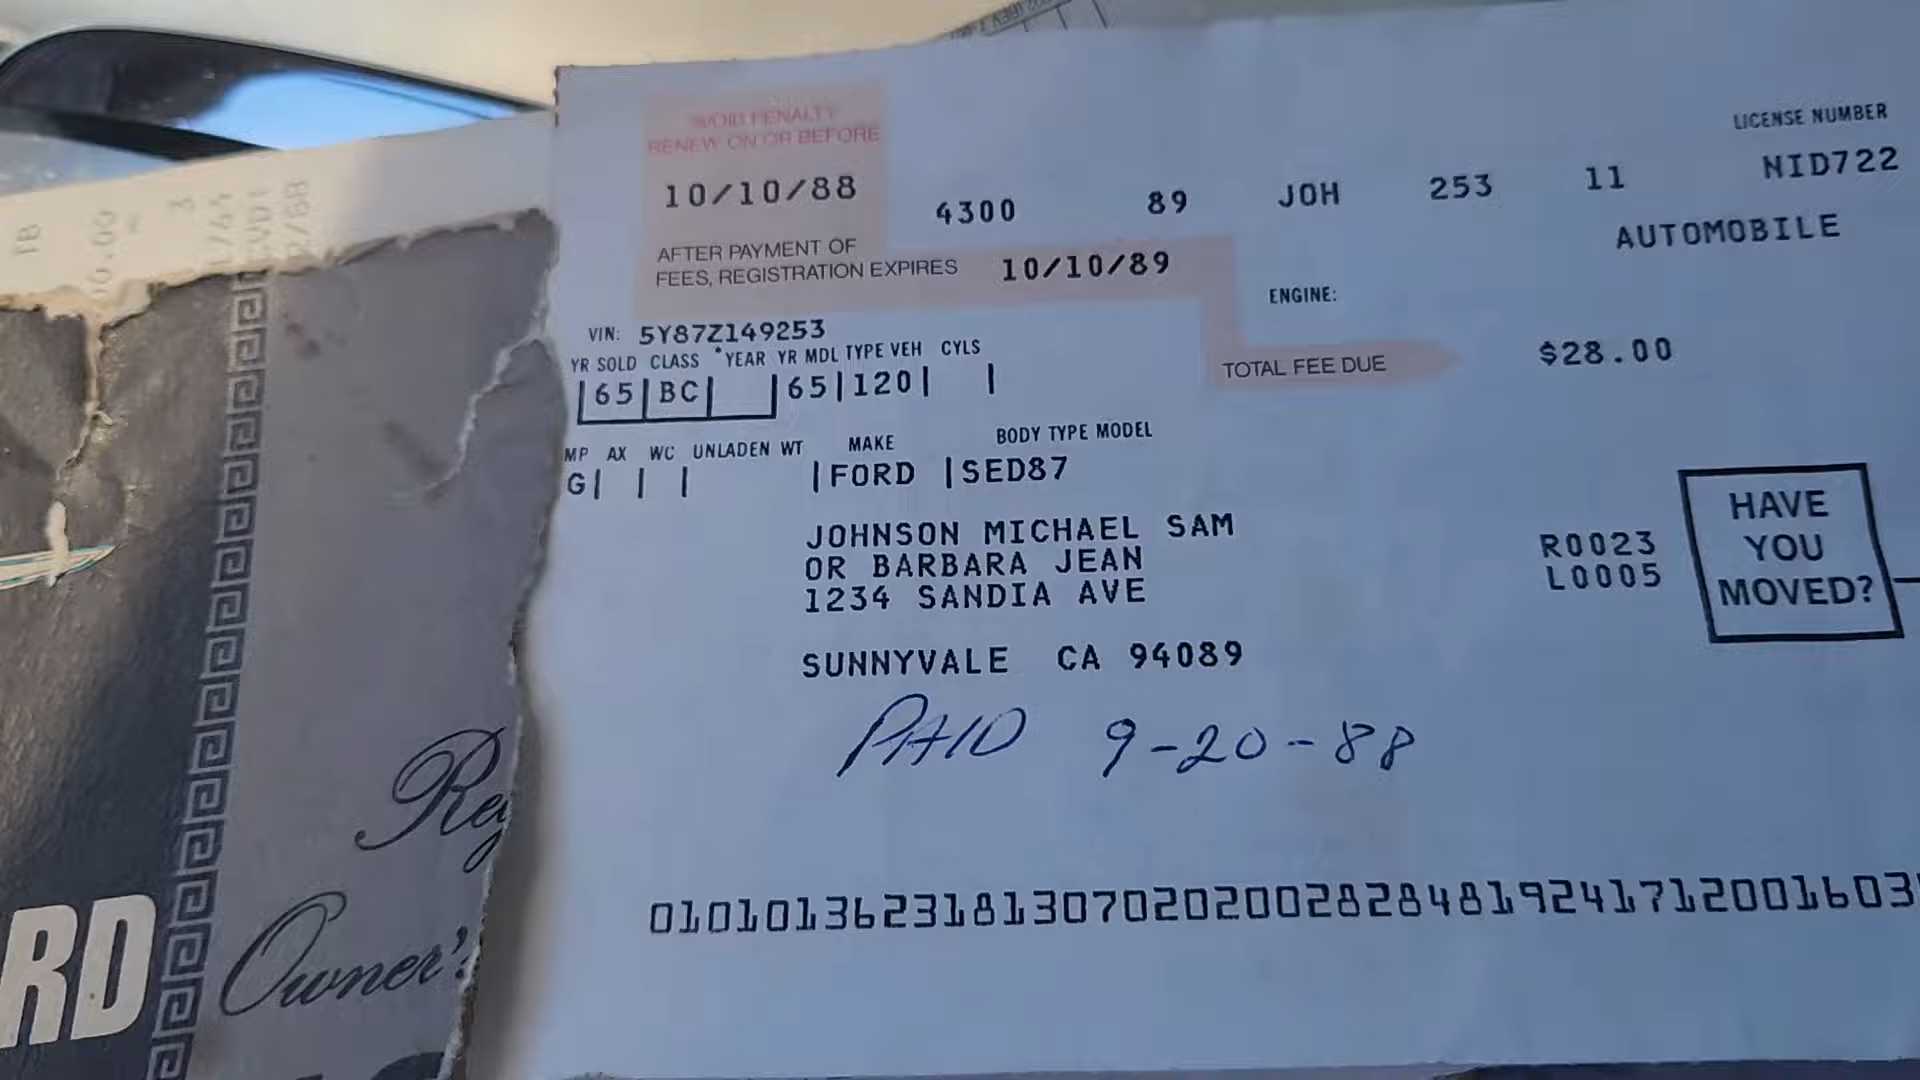 AVOID PENALTY
RENEW ON OR BEFORE
10/10/88
4300 89 JOH 253 11
LICENSE NUMBER
NID722
AUTOMOBILE
AFTER PAYMENT OF
FEES, REGISTRATION EXPIRES 10/10/89
ENGINE:
VIN: 5Y87Z149253
YR SOLD CLASS *YEAR YR MDL TYPE VEH CYLS
65 BC 65 120
TOTAL FEE DUE $28.00
MP AX WC UNLADEN WT MAKE BODY TYPE MODEL
G FORD SED87
JOHNSON MICHAEL SAM
OR BARBARA JEAN
1234 SANDIA AVE
SUNNYVALE CA 94089
R0023
L0005
HAVE
YOU
MOVED?
PAID 9-20-88
010101362318130702020028284819241712001603
Reg
Owner's
RD